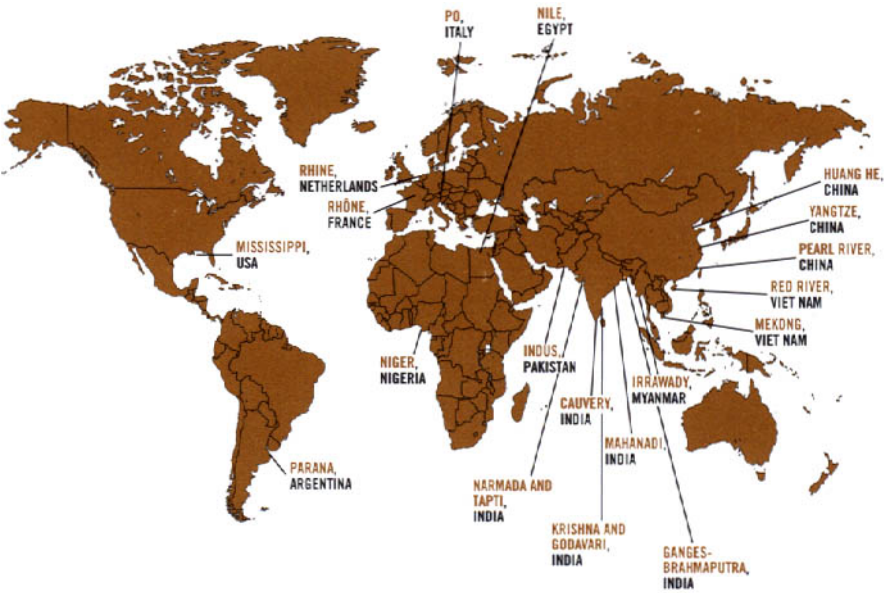 PO,
ITALY
NILE,
EGYPT
RHINE,
NETHERLANDS
RHÔNE,
FRANCE
HUANG HE,
CHINA
YANGTZE,
CHINA
MISSISSIPPI,
USA
PEARL RIVER,
CHINA
RED RIVER,
VIET NAM
MEKONG,
VIET NAM
NIGER,
NIGERIA
INDUS,
PAKISTAN
IRRAWADY,
MYANMAR
CAUVERY,
INDIA
MAHANADI,
INDIA
PARANA,
ARGENTINA
NARMADA AND
TAPTI,
INDIA
KRISHNA AND
GODAVARI,
INDIA
GANGES-
BRAHMAPUTRA,
INDIA